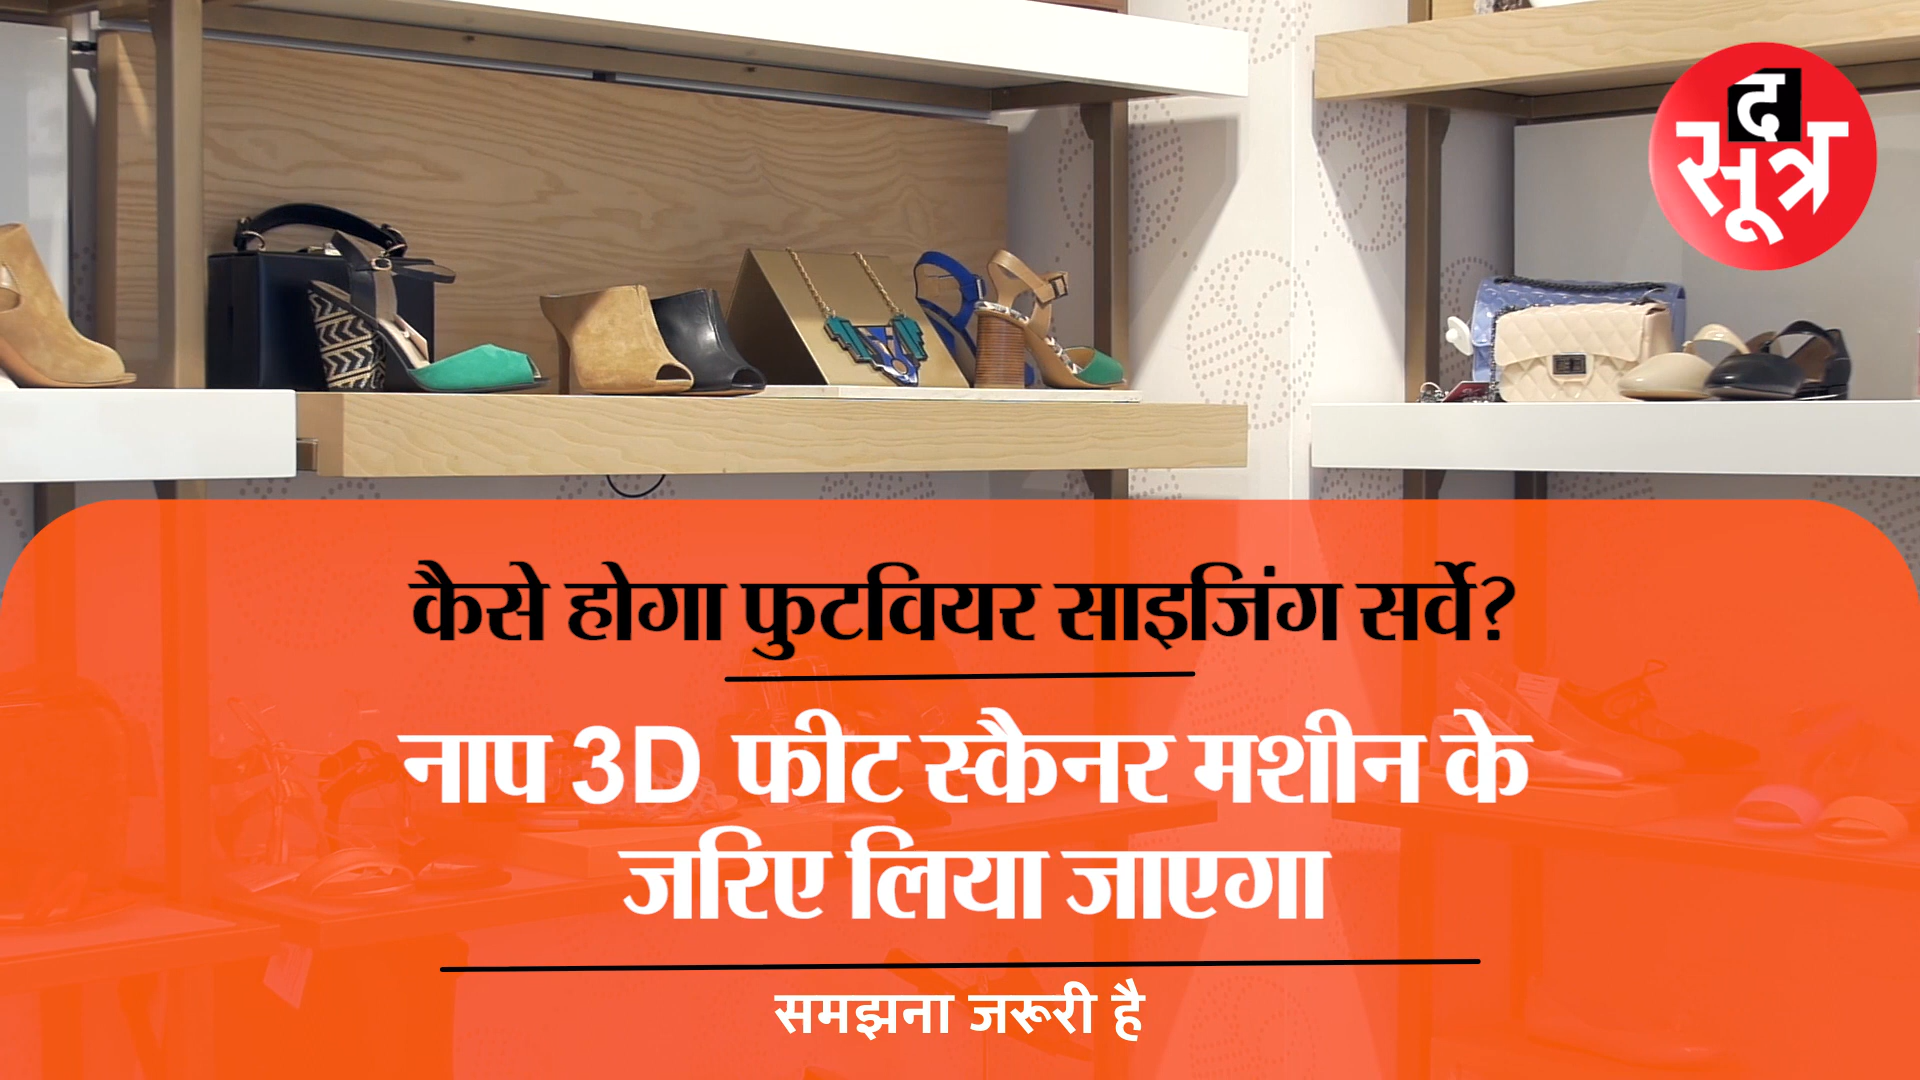 द
सूत्र
कैसे होगा फुटवियर साइजिंग सर्वे?
नाप 3D फीट स्कैनर मशीन के
जरिए लिया जाएगा
समझना जरूरी है